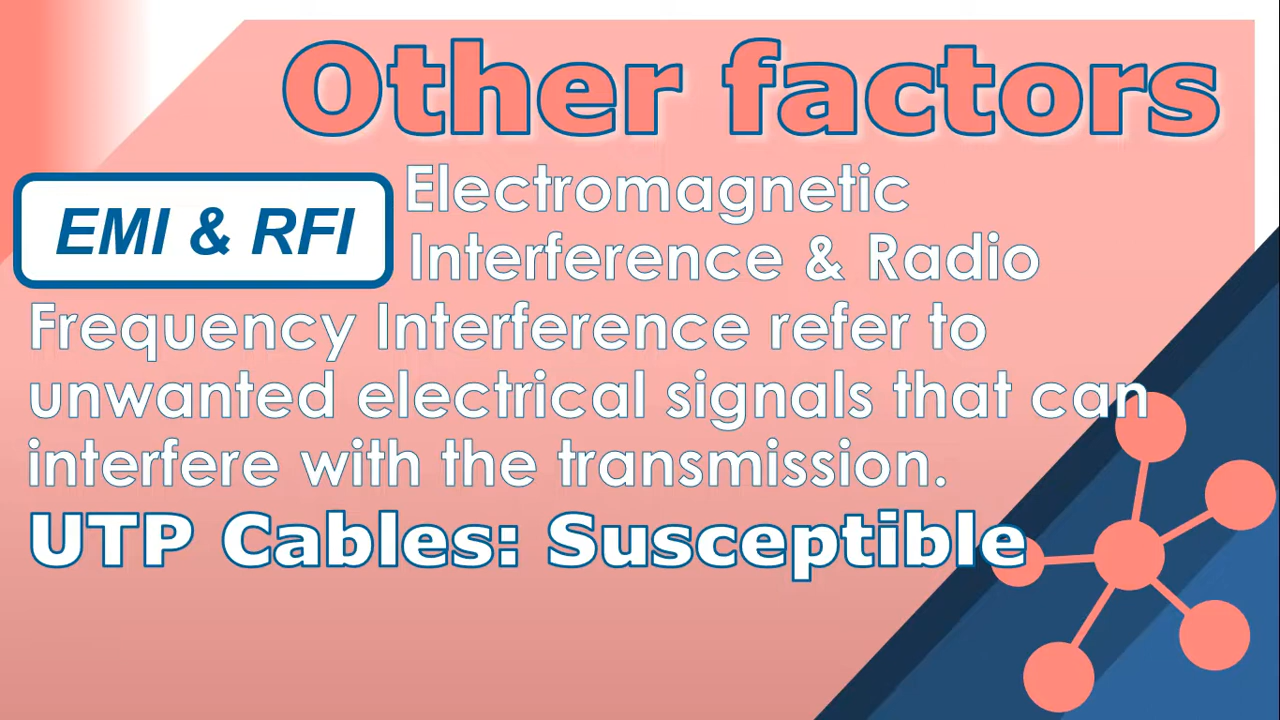 Other factors
EMI & RFI
Electromagnetic
Interference & Radio
Frequency Interference refer to
unwanted electrical signals that can
interfere with the transmission.
UTP Cables: Susceptible